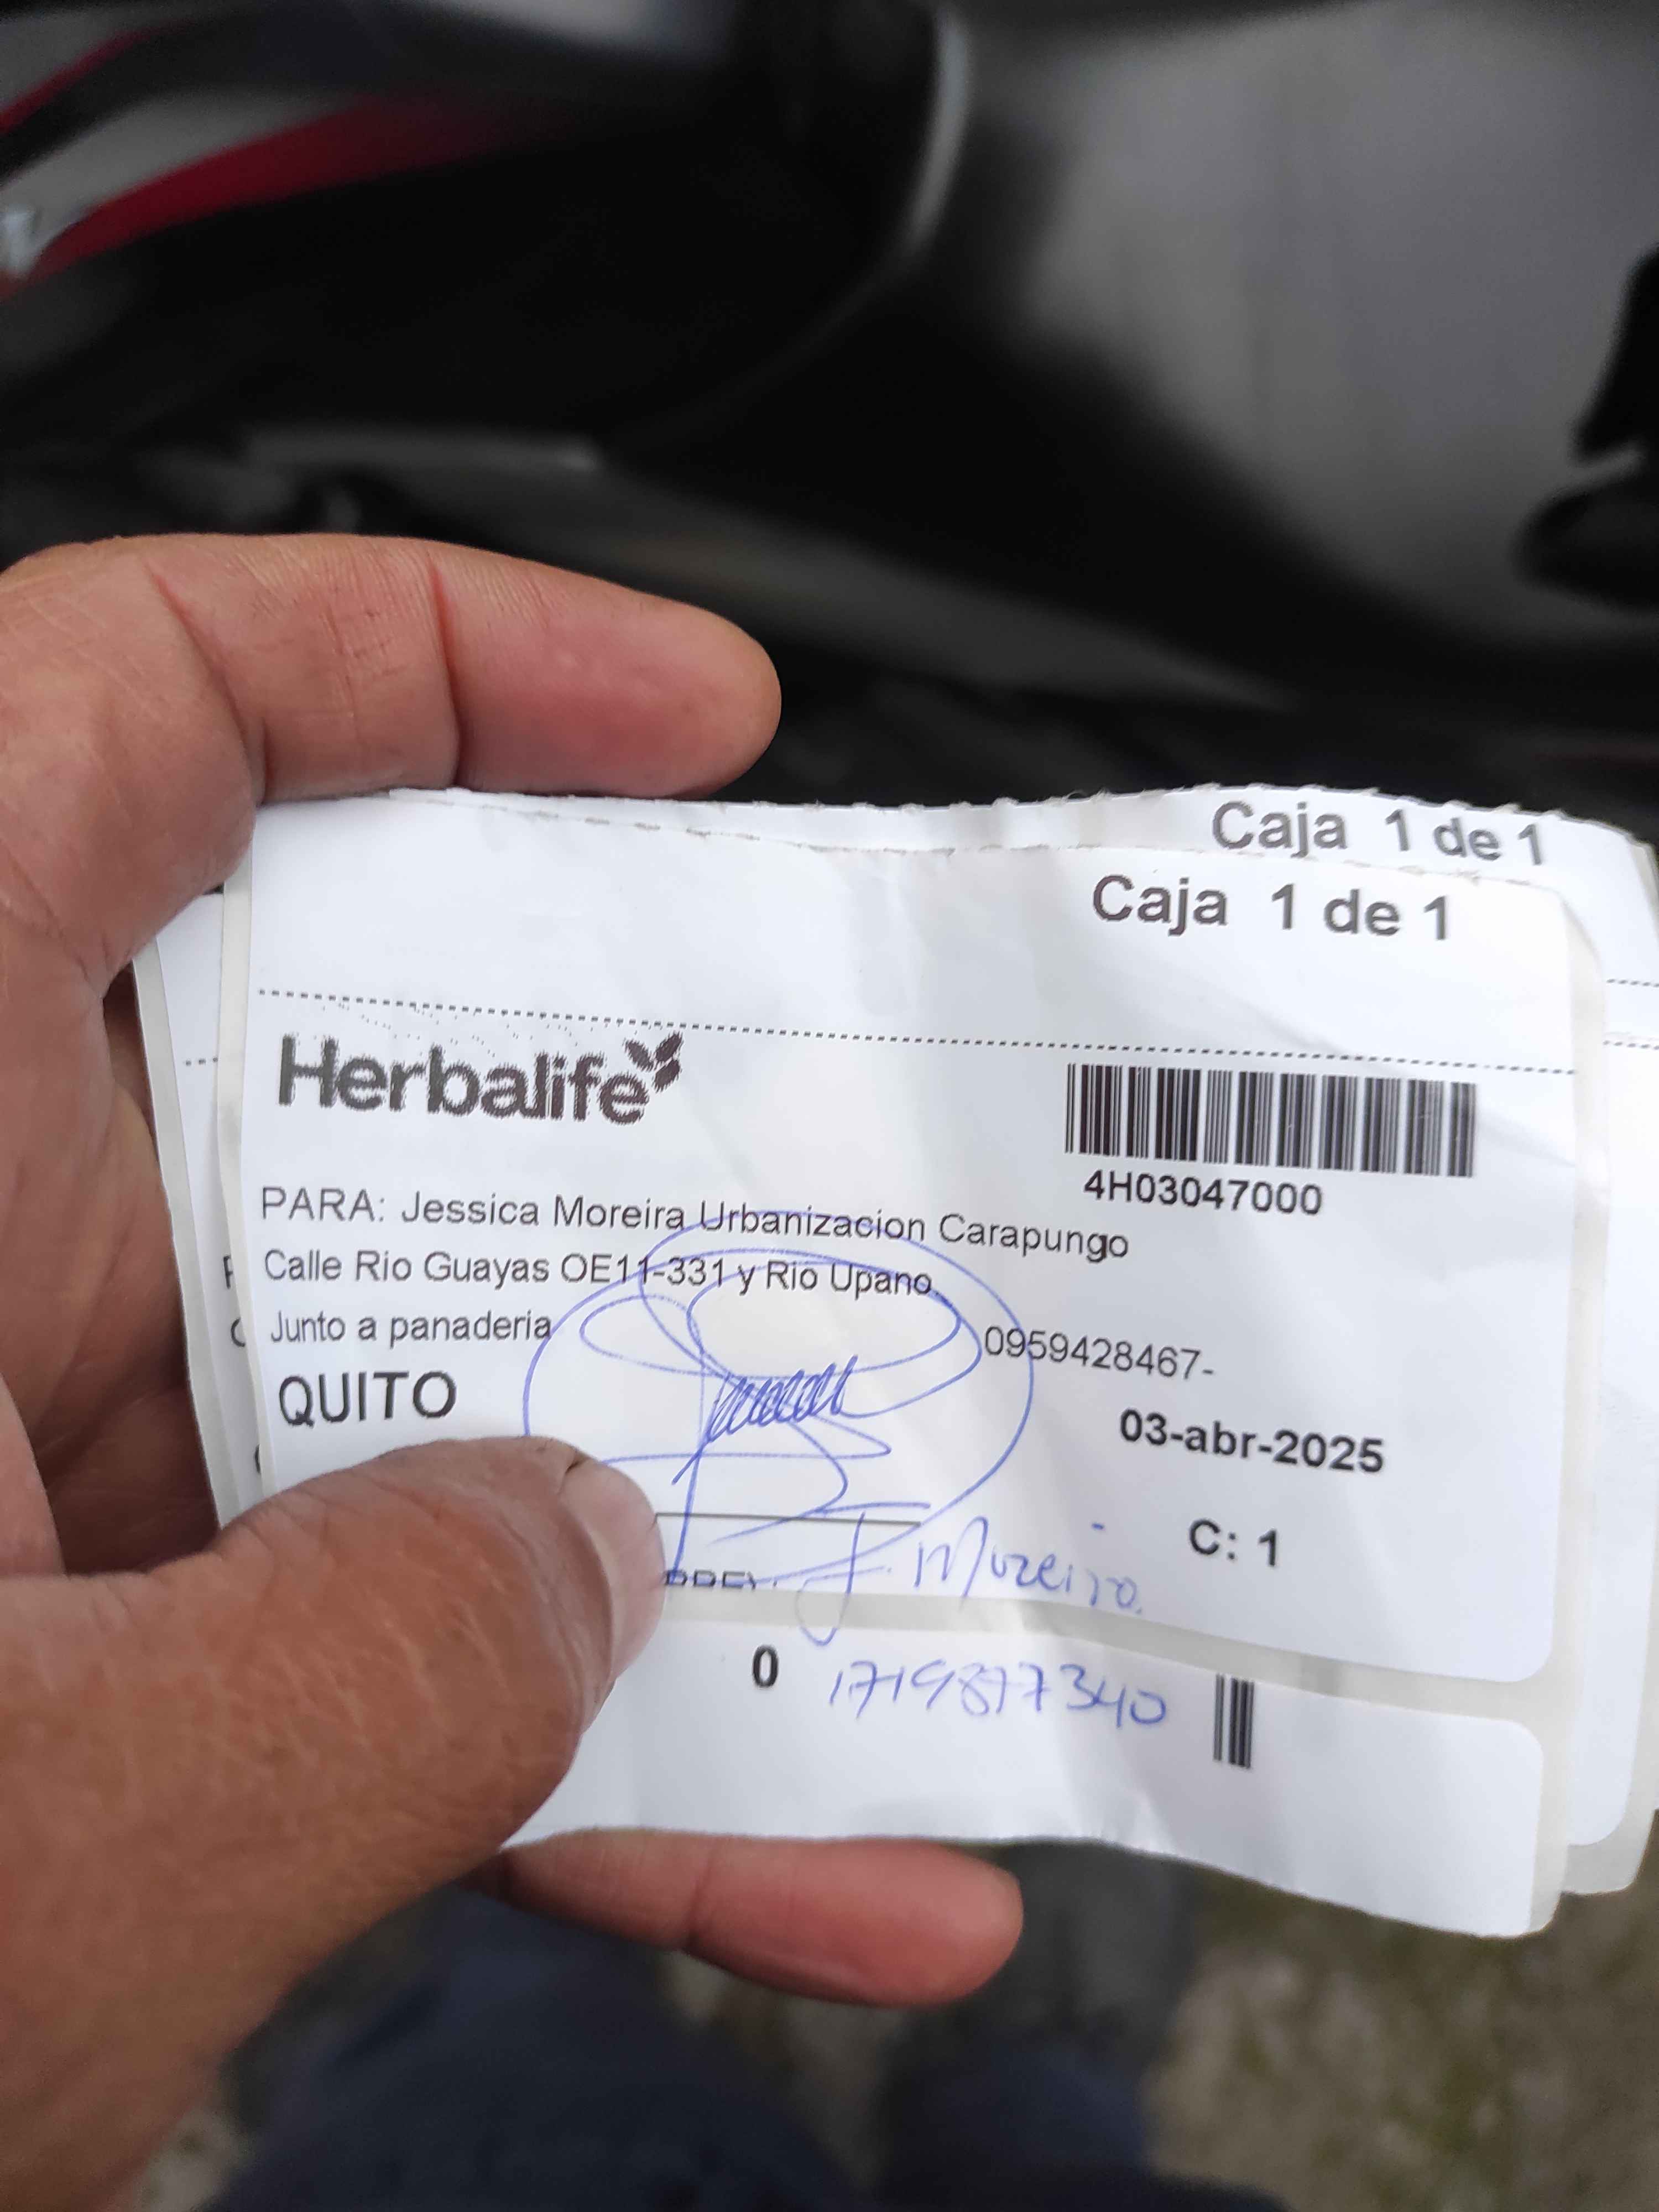 Caja 1 de 1
Caja 1 de 1
Herbalife
4H03047000
PARA: Jessica Moreira Urbanizacion Carapungo
Calle Rio Guayas OE11-331 y Rio Upano
Junto a panaderia
0959428467-
QUITO
03-abr-2025
C: 1
J. Moreira
0
1719877340